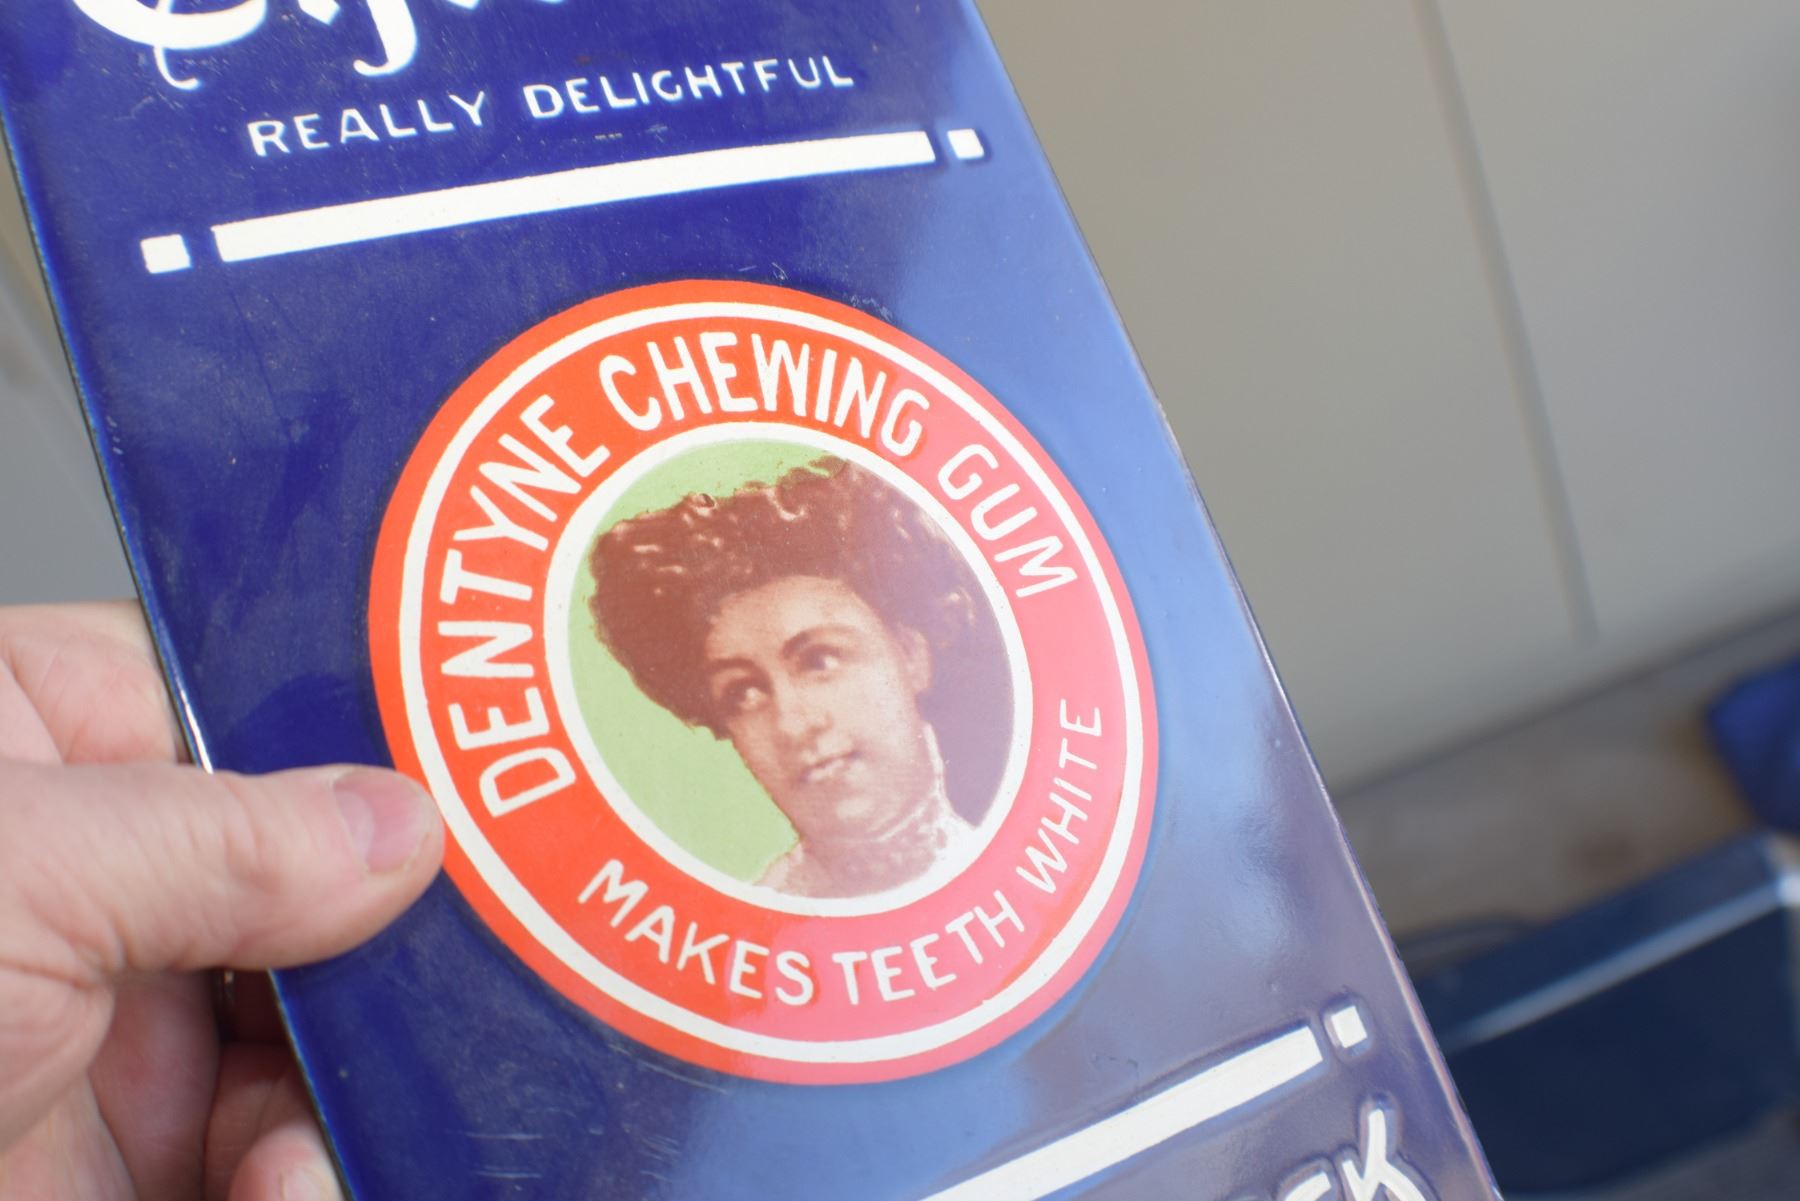 REALLY DELIGHTFUL
DENTYNE CHEWING GUM
MAKES TEETH WHITE